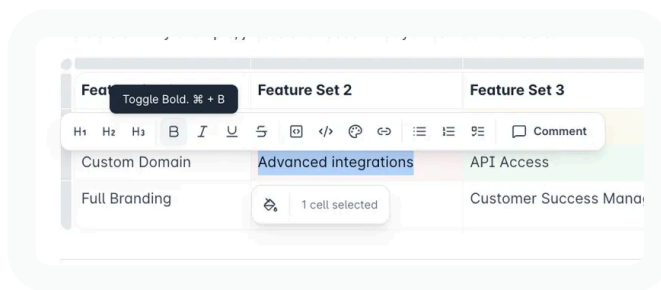 Feat
Feature Set 2
Feature Set 3
Toggle Bold. ⌘ + B
H1 H2 H3 B I U S </> Comment
Custom Domain
Advanced integrations
API Access
Full Branding
1 cell selected
Customer Success Mana